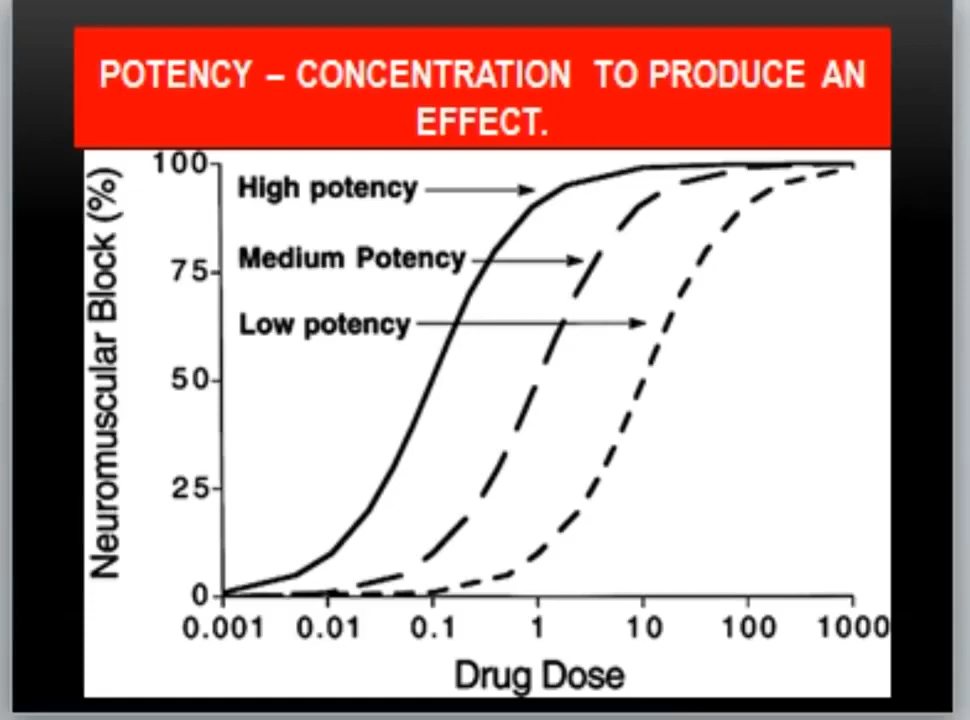 POTENCY – CONCENTRATION TO PRODUCE AN
EFFECT.
Neuromuscular Block (%)
100
75
50
25
0
High potency
Medium Potency
Low potency
0.001 0.01 0.1 1 10 100 1000
Drug Dose